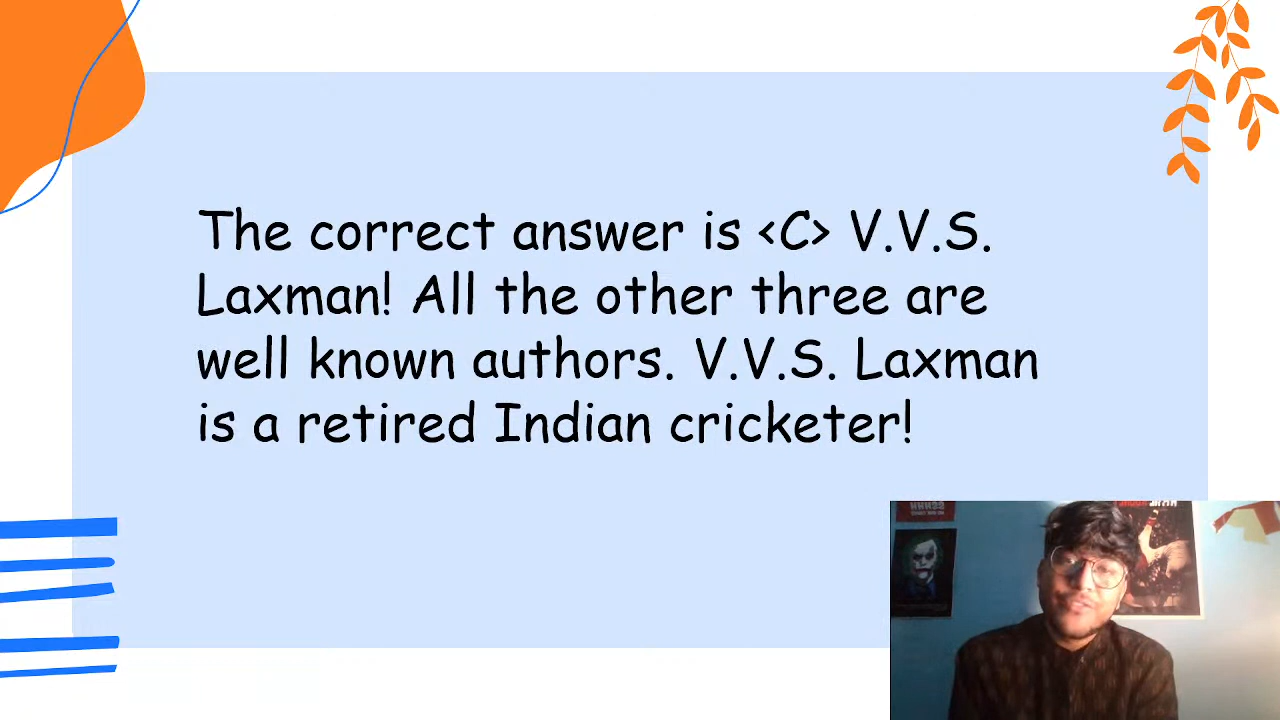 The correct answer is <C> V.V.S.
Laxman! All the other three are
well known authors. V.V.S. Laxman
is a retired Indian cricketer!